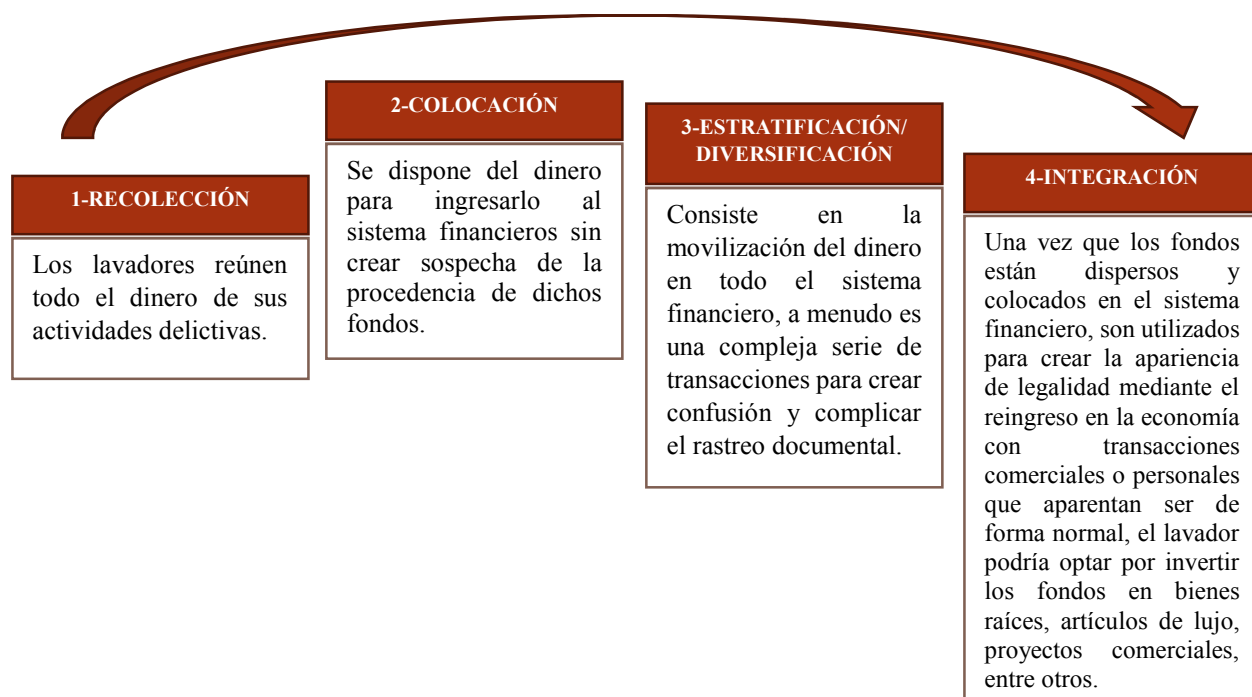 1-RECOLECCIÓN
Los lavadores reúnen
todo el dinero de sus
actividades delictivas.
2-COLOCACIÓN
Se dispone del dinero
para ingresarlo al
sistema financieros sin
crear sospecha de la
procedencia de dichos
fondos.
3-ESTRATIFICACIÓN/
DIVERSIFICACIÓN
Consiste en la
movilización del dinero
en todo el sistema
financiero, a menudo es
una compleja serie de
transacciones para crear
confusión y complicar
el rastreo documental.
4-INTEGRACIÓN
Una vez que los fondos
están dispersos y
colocados en el sistema
financiero, son utilizados
para crear la apariencia
de legalidad mediante el
reingreso en la economía
con transacciones
comerciales o personales
que aparentan ser de
forma normal, el lavador
podría optar por invertir
los fondos en bienes
raíces, artículos de lujo,
proyectos comerciales,
entre otros.